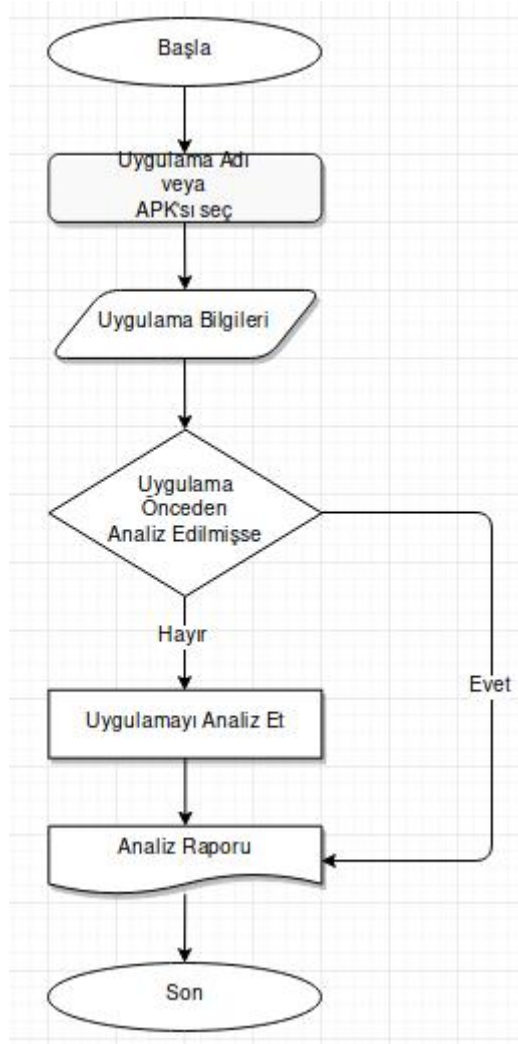 Başla
Uygulama Adı
veya
APK'sı seç
Uygulama Bilgileri
Uygulama
Önceden
Analiz Edilmişse
Hayır
Evet
Uygulamayı Analiz Et
Analiz Raporu
Son